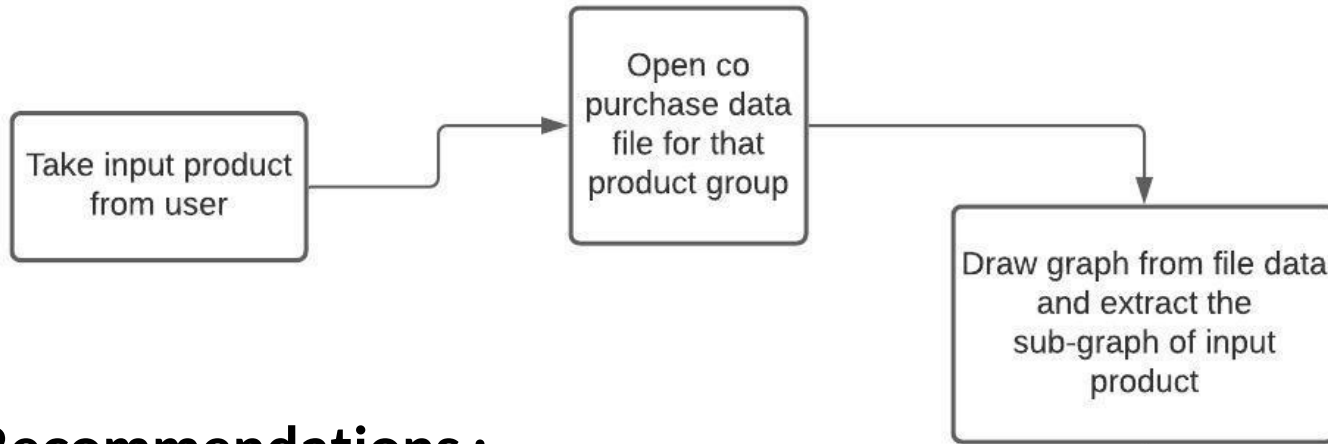 Take input product
from user
Open co
purchase data
file for that
product group
Draw graph from file data
and extract the
sub-graph of input
product
Recommendations :